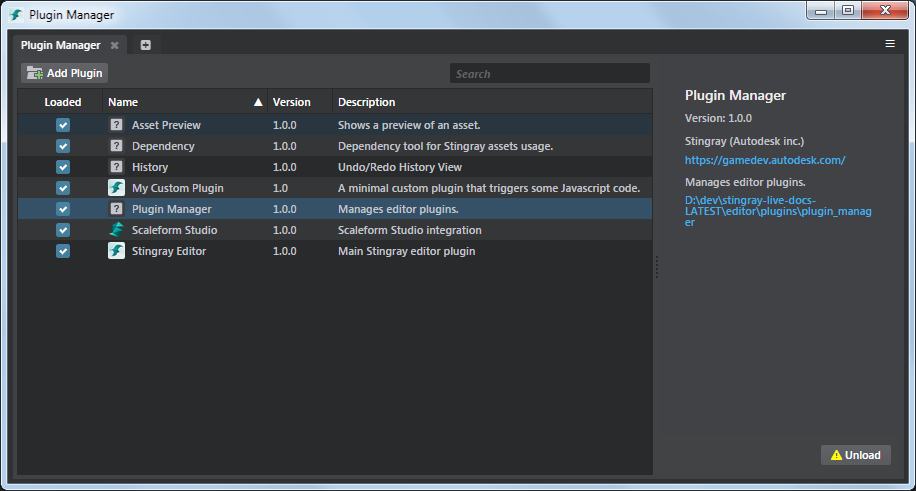 Plugin Manager
Plugin Manager
Add Plugin
Search
Loaded Name Version Description
? Asset Preview 1.0.0 Shows a preview of an asset.
? Dependency 1.0.0 Dependency tool for Stingray assets usage.
? History 1.0.0 Undo/Redo History View
My Custom Plugin 1.0 A minimal custom plugin that triggers some Javascript code.
? Plugin Manager 1.0.0 Manages editor plugins.
Scaleform Studio 1.0.0 Scaleform Studio integration
Stingray Editor 1.0.0 Main Stingray editor plugin
Plugin Manager
Version: 1.0.0
Stingray (Autodesk inc.)
https://gamedev.autodesk.com/
Manages editor plugins.
D:\dev\stingray-live-docs-
LATEST\editor\plugins\plugin_manag
er
Unload